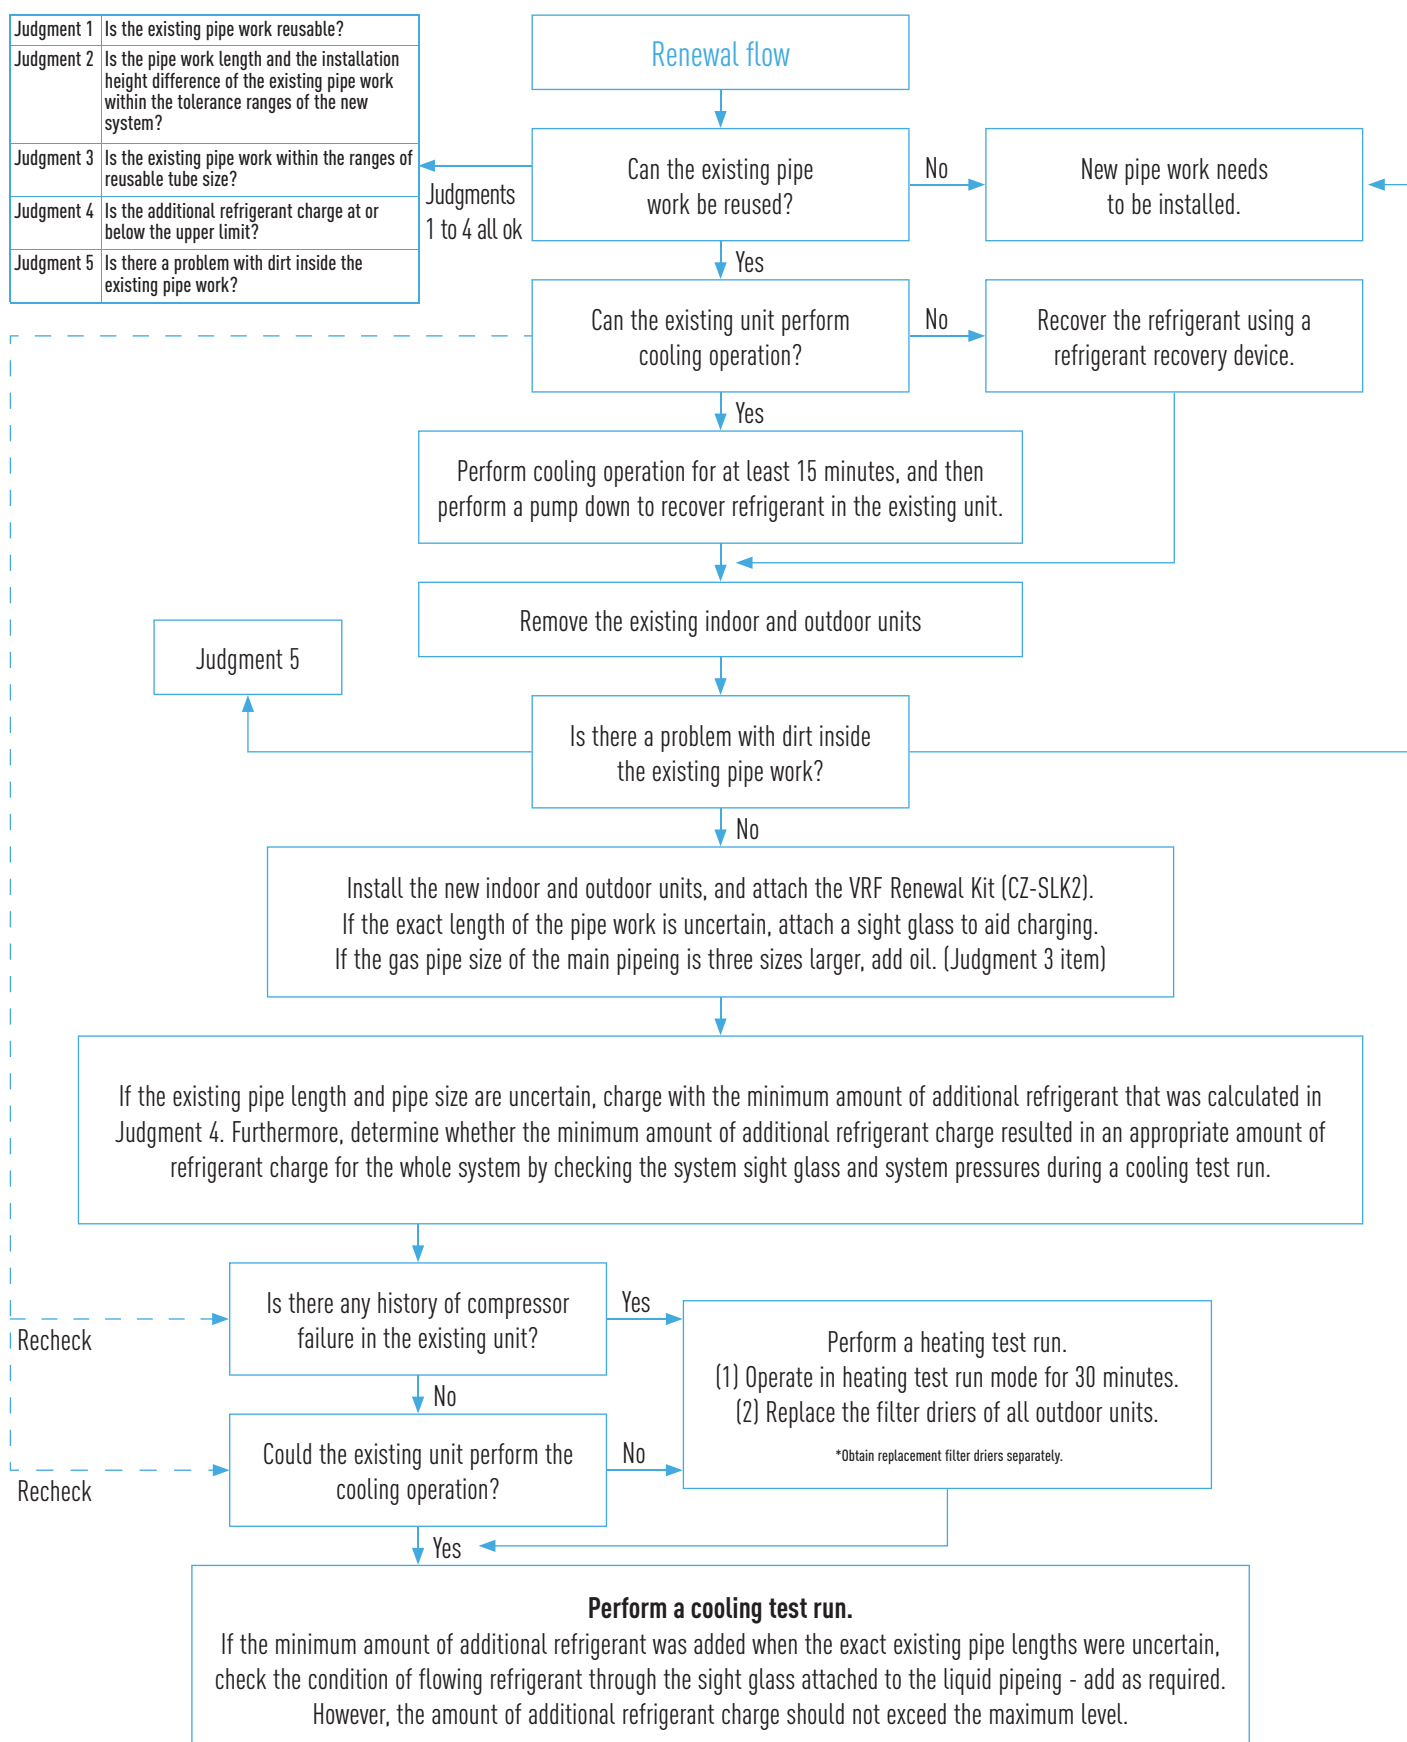 Judgment 1 Is the existing pipe work reusable?
Judgment 2 Is the pipe work length and the installation
height difference of the existing pipe work
within the tolerance ranges of the new
system?
Judgment 3 Is the existing pipe work within the ranges of
reusable tube size?
Judgment 4 Is the additional refrigerant charge at or
below the upper limit?
Judgment 5 Is there a problem with dirt inside the
existing pipe work?
Renewal flow
Can the existing pipe
work be reused?
Judgments
1 to 4 all ok
No
New pipe work needs
to be installed.
Yes
Can the existing unit perform
cooling operation?
No
Recover the refrigerant using a
refrigerant recovery device.
Yes
Perform cooling operation for at least 15 minutes, and then
perform a pump down to recover refrigerant in the existing unit.
Remove the existing indoor and outdoor units
Judgment 5
Is there a problem with dirt inside
the existing pipe work?
No
Install the new indoor and outdoor units, and attach the VRF Renewal Kit (CZ-SLK2).
If the exact length of the pipe work is uncertain, attach a sight glass to aid charging.
If the gas pipe size of the main pipeing is three sizes larger, add oil. (Judgment 3 item)
If the existing pipe length and pipe size are uncertain, charge with the minimum amount of additional refrigerant that was calculated in
Judgment 4. Furthermore, determine whether the minimum amount of additional refrigerant charge resulted in an appropriate amount of
refrigerant charge for the whole system by checking the system sight glass and system pressures during a cooling test run.
Recheck
Is there any history of compressor
failure in the existing unit?
Yes
Perform a heating test run.
(1) Operate in heating test run mode for 30 minutes.
(2) Replace the filter driers of all outdoor units.
*Obtain replacement filter driers separately.
No
Recheck
Could the existing unit perform the
cooling operation?
No
Yes
Perform a cooling test run.
If the minimum amount of additional refrigerant was added when the exact existing pipe lengths were uncertain,
check the condition of flowing refrigerant through the sight glass attached to the liquid pipeing - add as required.
However, the amount of additional refrigerant charge should not exceed the maximum level.